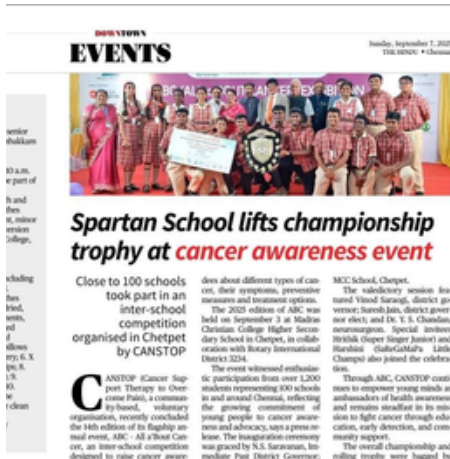 DOWNTOWN
EVENTS
Sunday, September 7, 2025
THE HINDU • Chennai
Spartan School lifts championship
trophy at cancer awareness event
Close to 100 schools
took part in an
inter-school
competition
organised in Chetpet
by CANSTOP
CANSTOP (Cancer Sup-
port Therapy to Over-
come Pain), a commun-
ity-based, voluntary
organisation, recently concluded
the 14th edition of its flagship an-
nual event, ABC - All a'Bout Can-
cer, an inter-school competition
designed to raise cancer aware-
dees about different types of can-
cer, their symptoms, preventive
measures and treatment options.
The 2025 edition of ABC was
held on September 3 at Madras
Christian College Higher Secon-
dary School in Chetpet, in collab-
oration with Rotary International
District 3234.
The event witnessed enthusias-
tic participation from over 1,200
students representing 100 schools
in and around Chennai, reflecting
the growing commitment of
young people to cancer aware-
ness and advocacy, says a press re-
lease. The inauguration ceremony
was graced by N.S. Saravanan, Im-
mediate Past District Governor;
MCC School, Chetpet.
The valedictory session fea-
tured Vinod Saraogi, district go-
vernor; Suresh Jain, district gover-
nor elect; and Dr. Y. S. Chandan,
neurosurgeon. Special invitees
Hrithik (Super Singer Junior) and
Harshini (SaReGaMaPa Little
Champs) also joined the celebra-
tion.
Through ABC, CANSTOP conti-
nues to empower young minds as
ambassadors of health awareness
and remains steadfast in its mis-
sion to fight cancer through edu-
cation, early detection, and com-
munity support.
The overall championship and
rolling trophy were bagged by